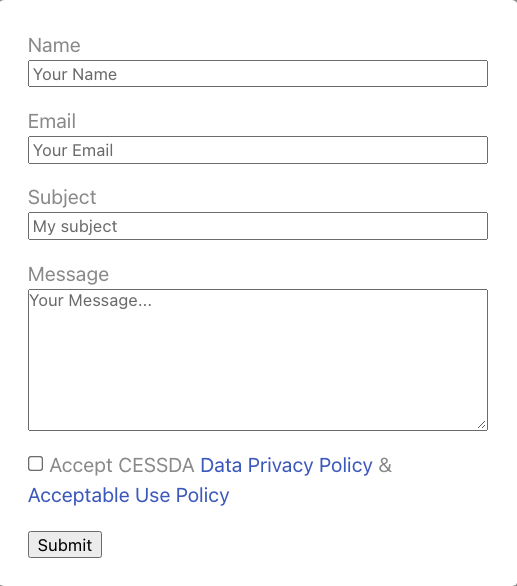 Name
Your Name
Email
Your Email
Subject
My subject
Message
Your Message...
Accept CESSDA Data Privacy Policy &
Acceptable Use Policy
Submit